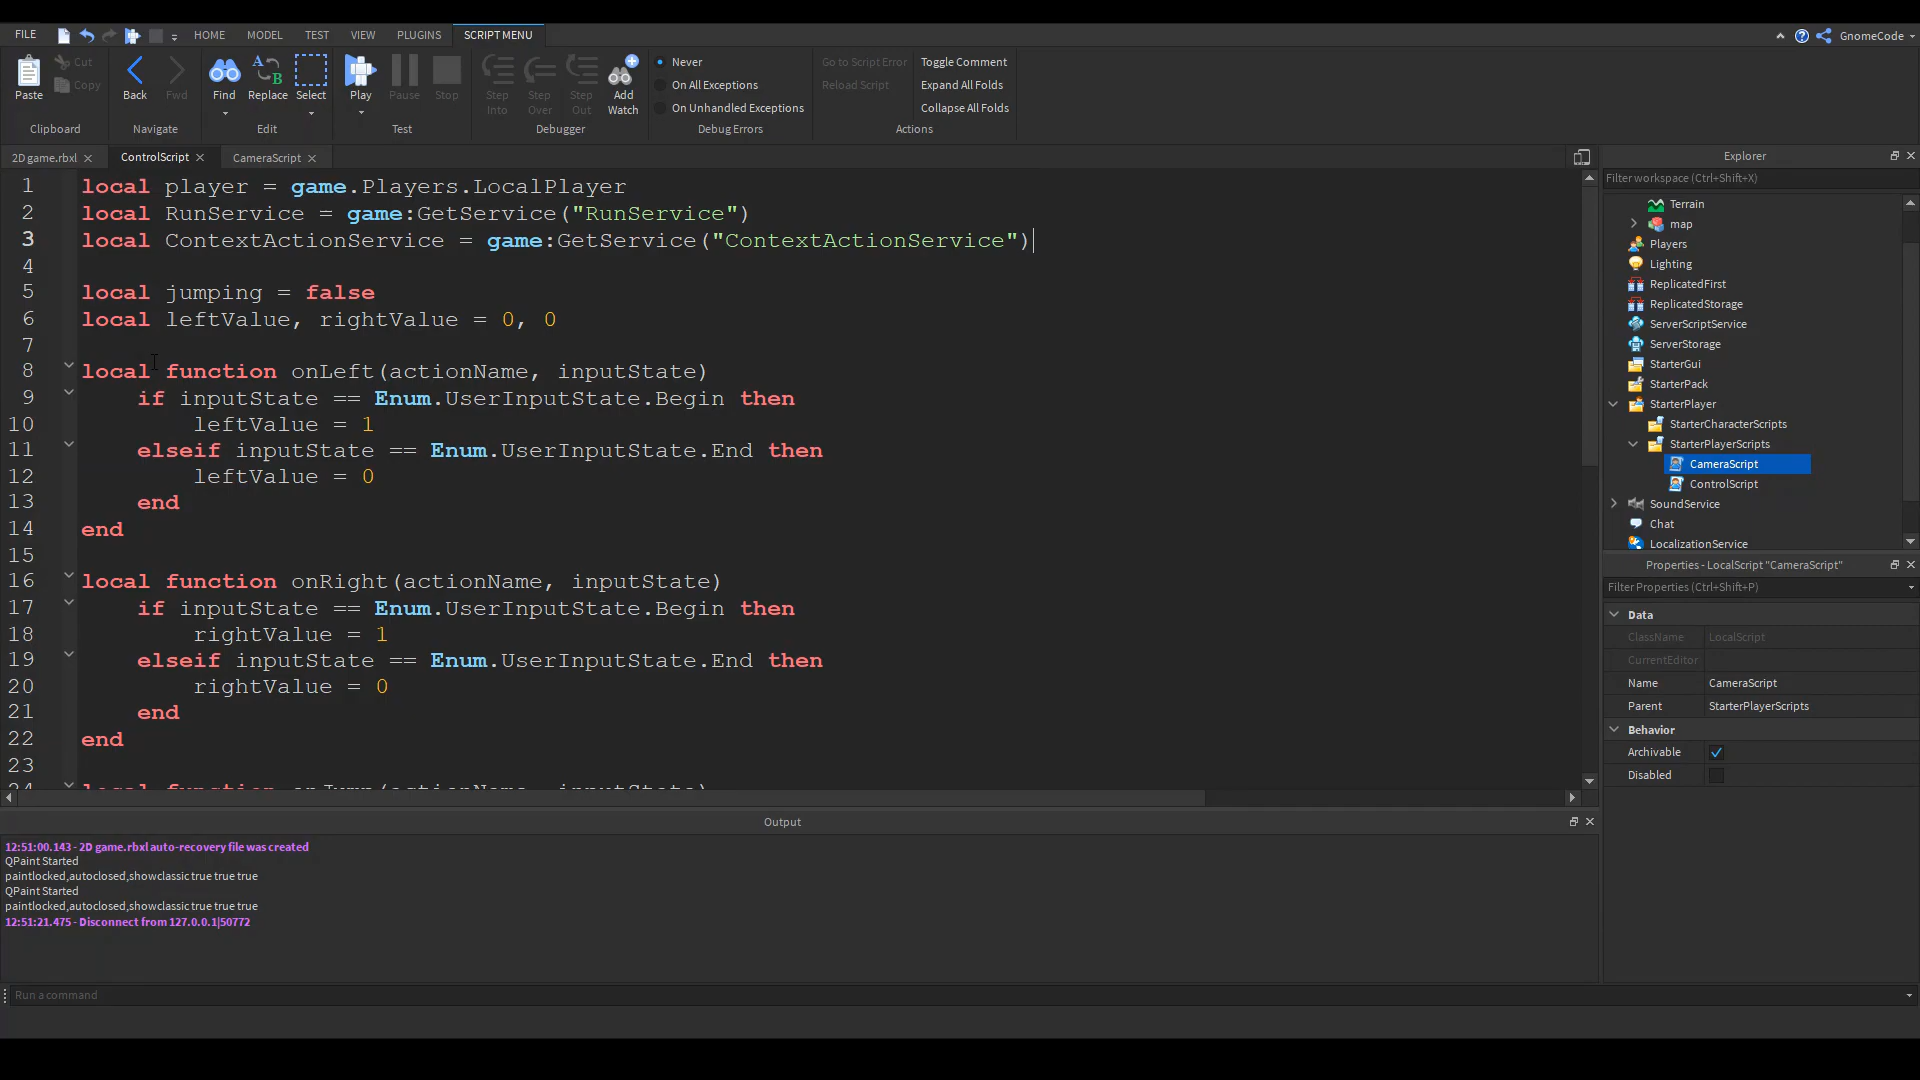 FILE HOME MODEL TEST VIEW PLUGINS SCRIPT MENU GnomeCode
Paste Cut Copy Back Fwd Find Replace Select Play Pause Stop Step Into Step Over Step Out Add Watch
Never
On All Exceptions
On Unhandled Exceptions
Go to Script Error
Reload Script
Toggle Comment
Expand All Folds
Collapse All Folds
Clipboard Navigate Edit Test Debugger Debug Errors Actions
2D game.rbxl ControlScript CameraScript
1 local player = game.Players.LocalPlayer
2 local RunService = game:GetService("RunService")
3 local ContextActionService = game:GetService("ContextActionService")
4
5 local jumping = false
6 local leftValue, rightValue = 0, 0
7
8 local function onLeft(actionName, inputState)
9 if inputState == Enum.UserInputState.Begin then
10 leftValue = 1
11 elseif inputState == Enum.UserInputState.End then
12 leftValue = 0
13 end
14 end
15
16 local function onRight(actionName, inputState)
17 if inputState == Enum.UserInputState.Begin then
18 rightValue = 1
19 elseif inputState == Enum.UserInputState.End then
20 rightValue = 0
21 end
22 end
23
24 local function onJump(actionName, inputState)
Output
12:51:00.143 - 2D game.rbxl auto-recovery file was created
QPaint Started
paintlocked,autoclosed,showclassic true true true
QPaint Started
paintlocked,autoclosed,showclassic true true true
12:51:21.475 - Disconnect from 127.0.0.1|50772
Run a command
Explorer
Filter workspace (Ctrl+Shift+X)
Terrain
map
Players
Lighting
ReplicatedFirst
ReplicatedStorage
ServerScriptService
ServerStorage
StarterGui
StarterPack
StarterPlayer
StarterCharacterScripts
StarterPlayerScripts
CameraScript
ControlScript
SoundService
Chat
LocalizationService
Properties - LocalScript "CameraScript"
Filter Properties (Ctrl+Shift+P)
Data
ClassName LocalScript
CurrentEditor
Name CameraScript
Parent StarterPlayerScripts
Behavior
Archivable
Disabled